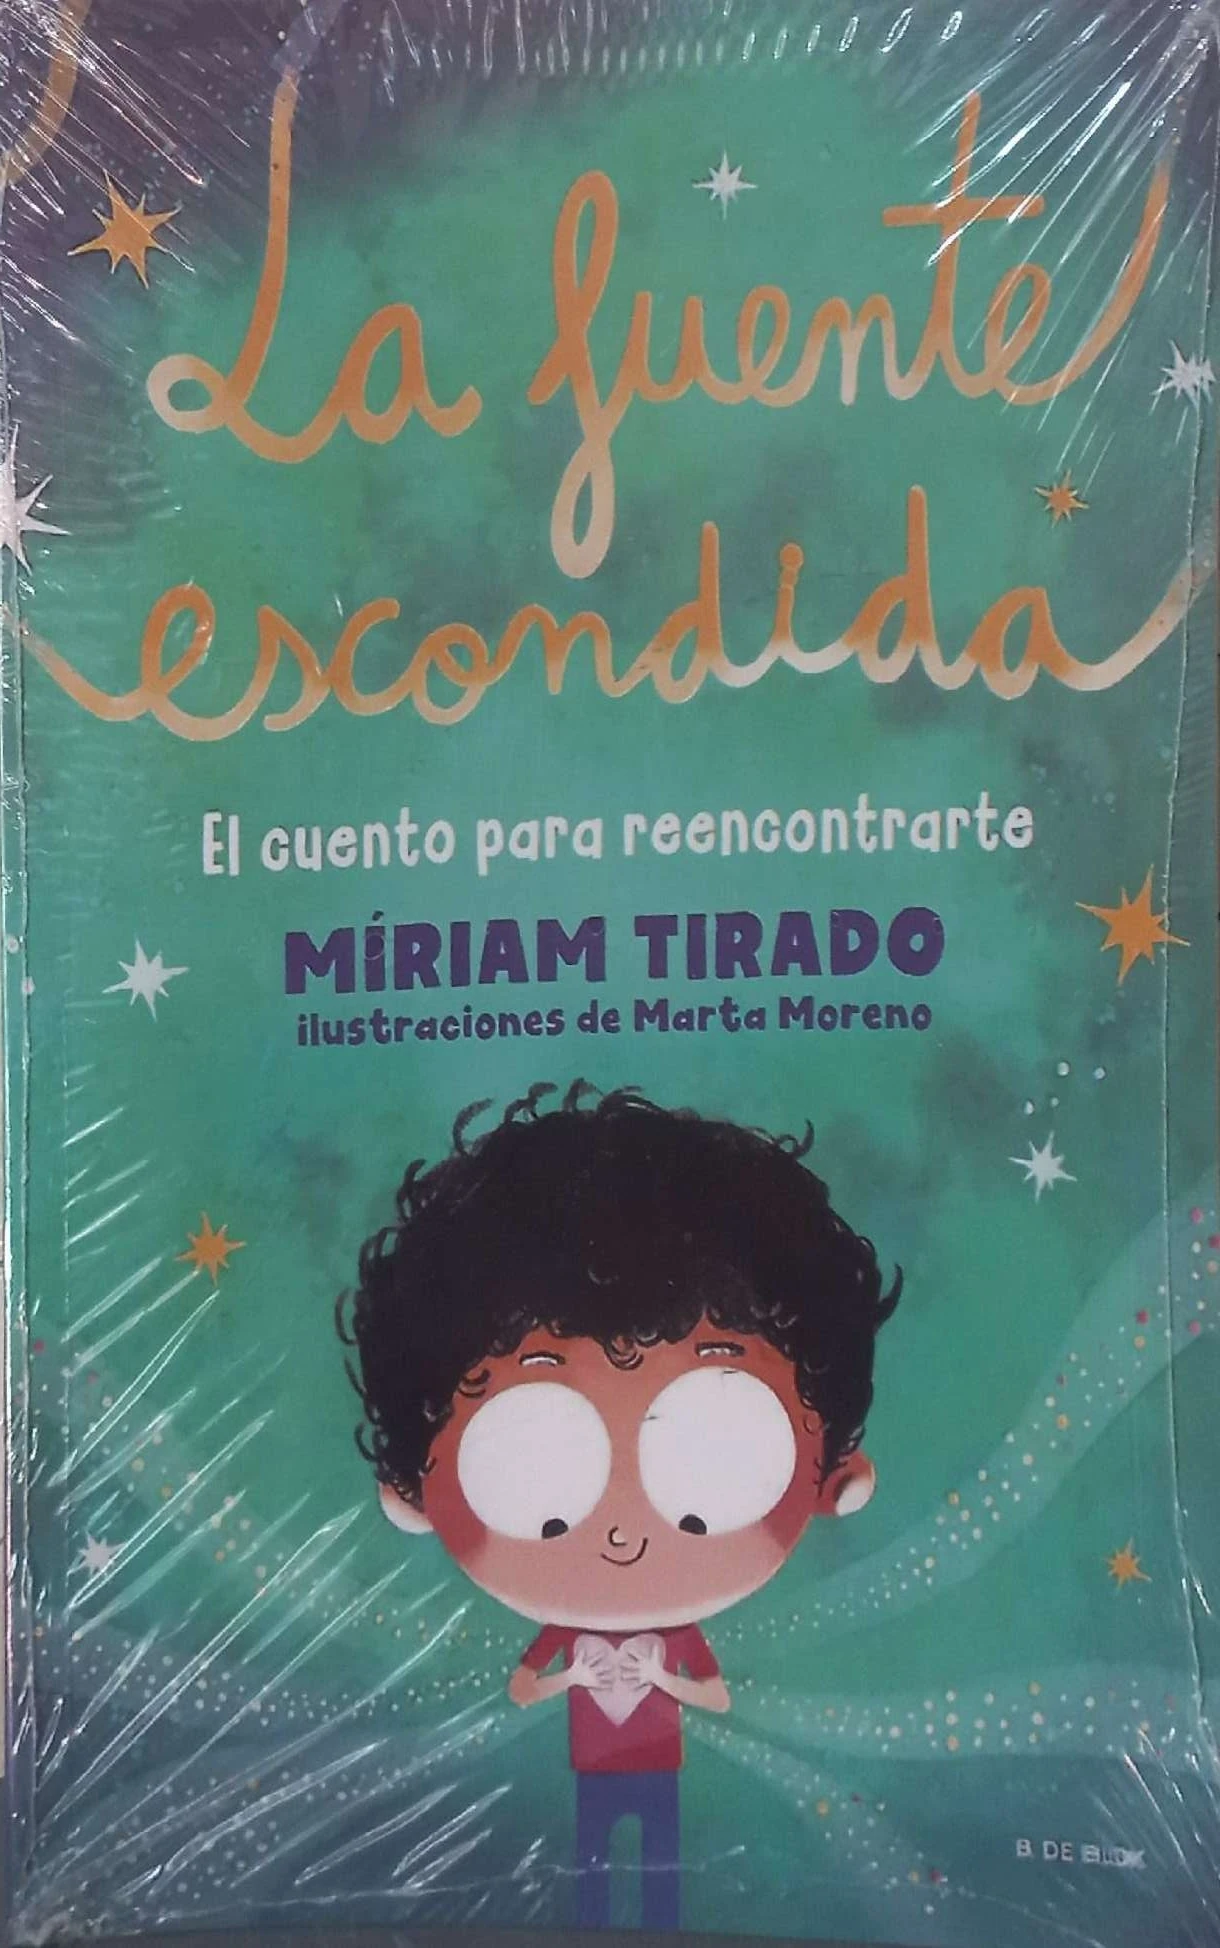 La fuente
escondida
El cuento para reencontrarte
MÍRIAM TIRADO
ilustraciones de Marta Moreno
B DE BLOK